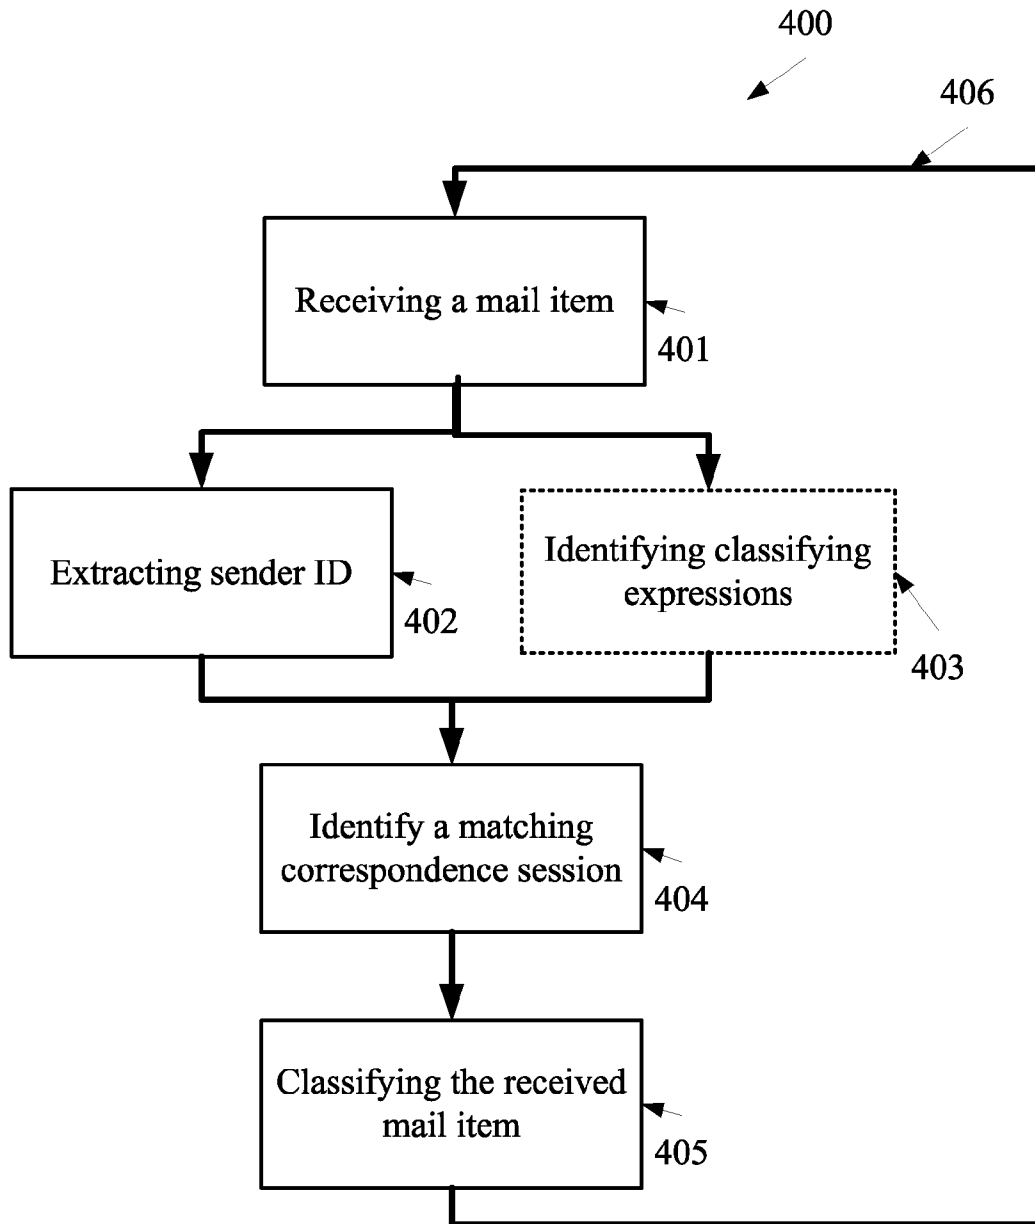 400
406
Receiving a mail item
401
Extracting sender ID
402
Identifying classifying
expressions
403
Identify a matching
correspondence session
404
Classifying the received
mail item
405